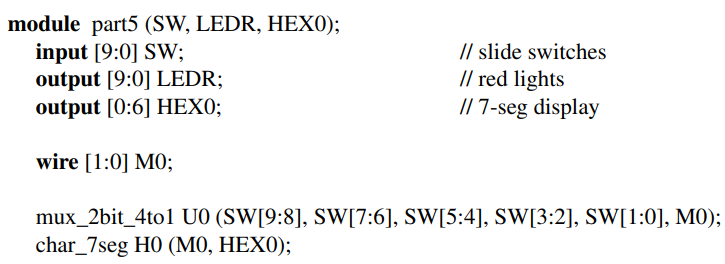 module part5 (SW, LEDR, HEX0);
input [9:0] SW; // slide switches
output [9:0] LEDR; // red lights
output [0:6] HEX0; // 7-seg display
wire [1:0] M0;
mux_2bit_4to1 U0 (SW[9:8], SW[7:6], SW[5:4], SW[3:2], SW[1:0], M0);
char_7seg H0 (M0, HEX0);